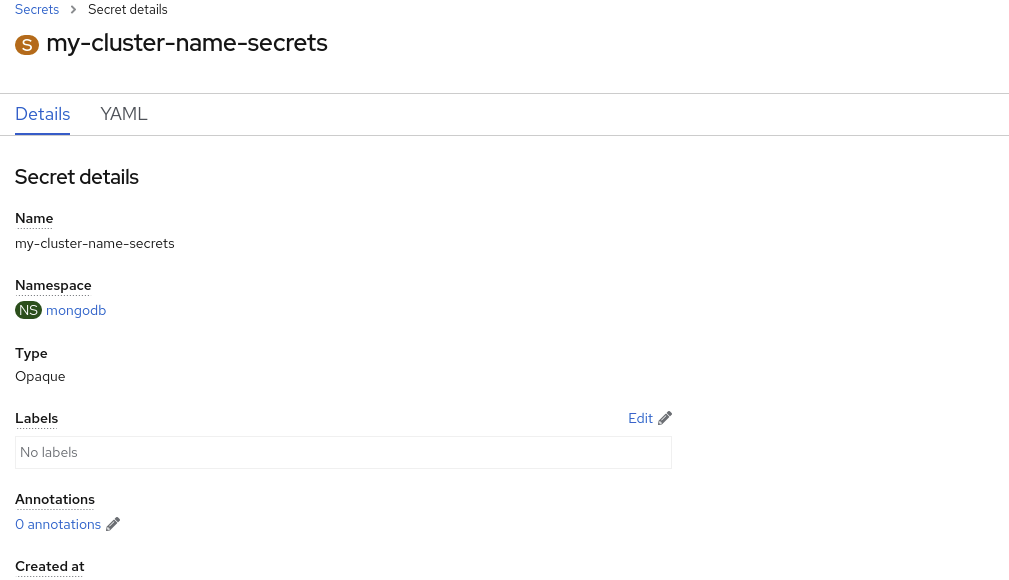 Secrets > Secret details
S my-cluster-name-secrets
Details YAML
Secret details
Name
my-cluster-name-secrets
Namespace
NS mongodb
Type
Opaque
Labels Edit
No labels
Annotations
0 annotations
Created at